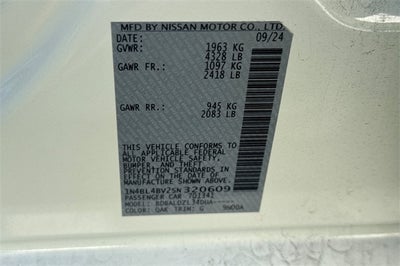 MFD BY NISSAN MOTOR CO., LTD.
DATE: 09/24
GVWR: 1963 KG
4328 LB
GAWR FR: 1097 KG
2418 LB
GAWR RR: 945 KG
2083 LB
THIS VEHICLE CONFORMS TO ALL
APPLICABLE FEDERAL
MOTOR VEHICLE SAFETY,
BUMPER, AND THEFT PREVENTION
STANDARDS IN EFFECT ON THE DATE
OF MANUFACTURE SHOWN ABOVE.
1N4BL4BV2SN320609
PASSENGER CAR
MODEL:
COLOR: QAK TRIM: G